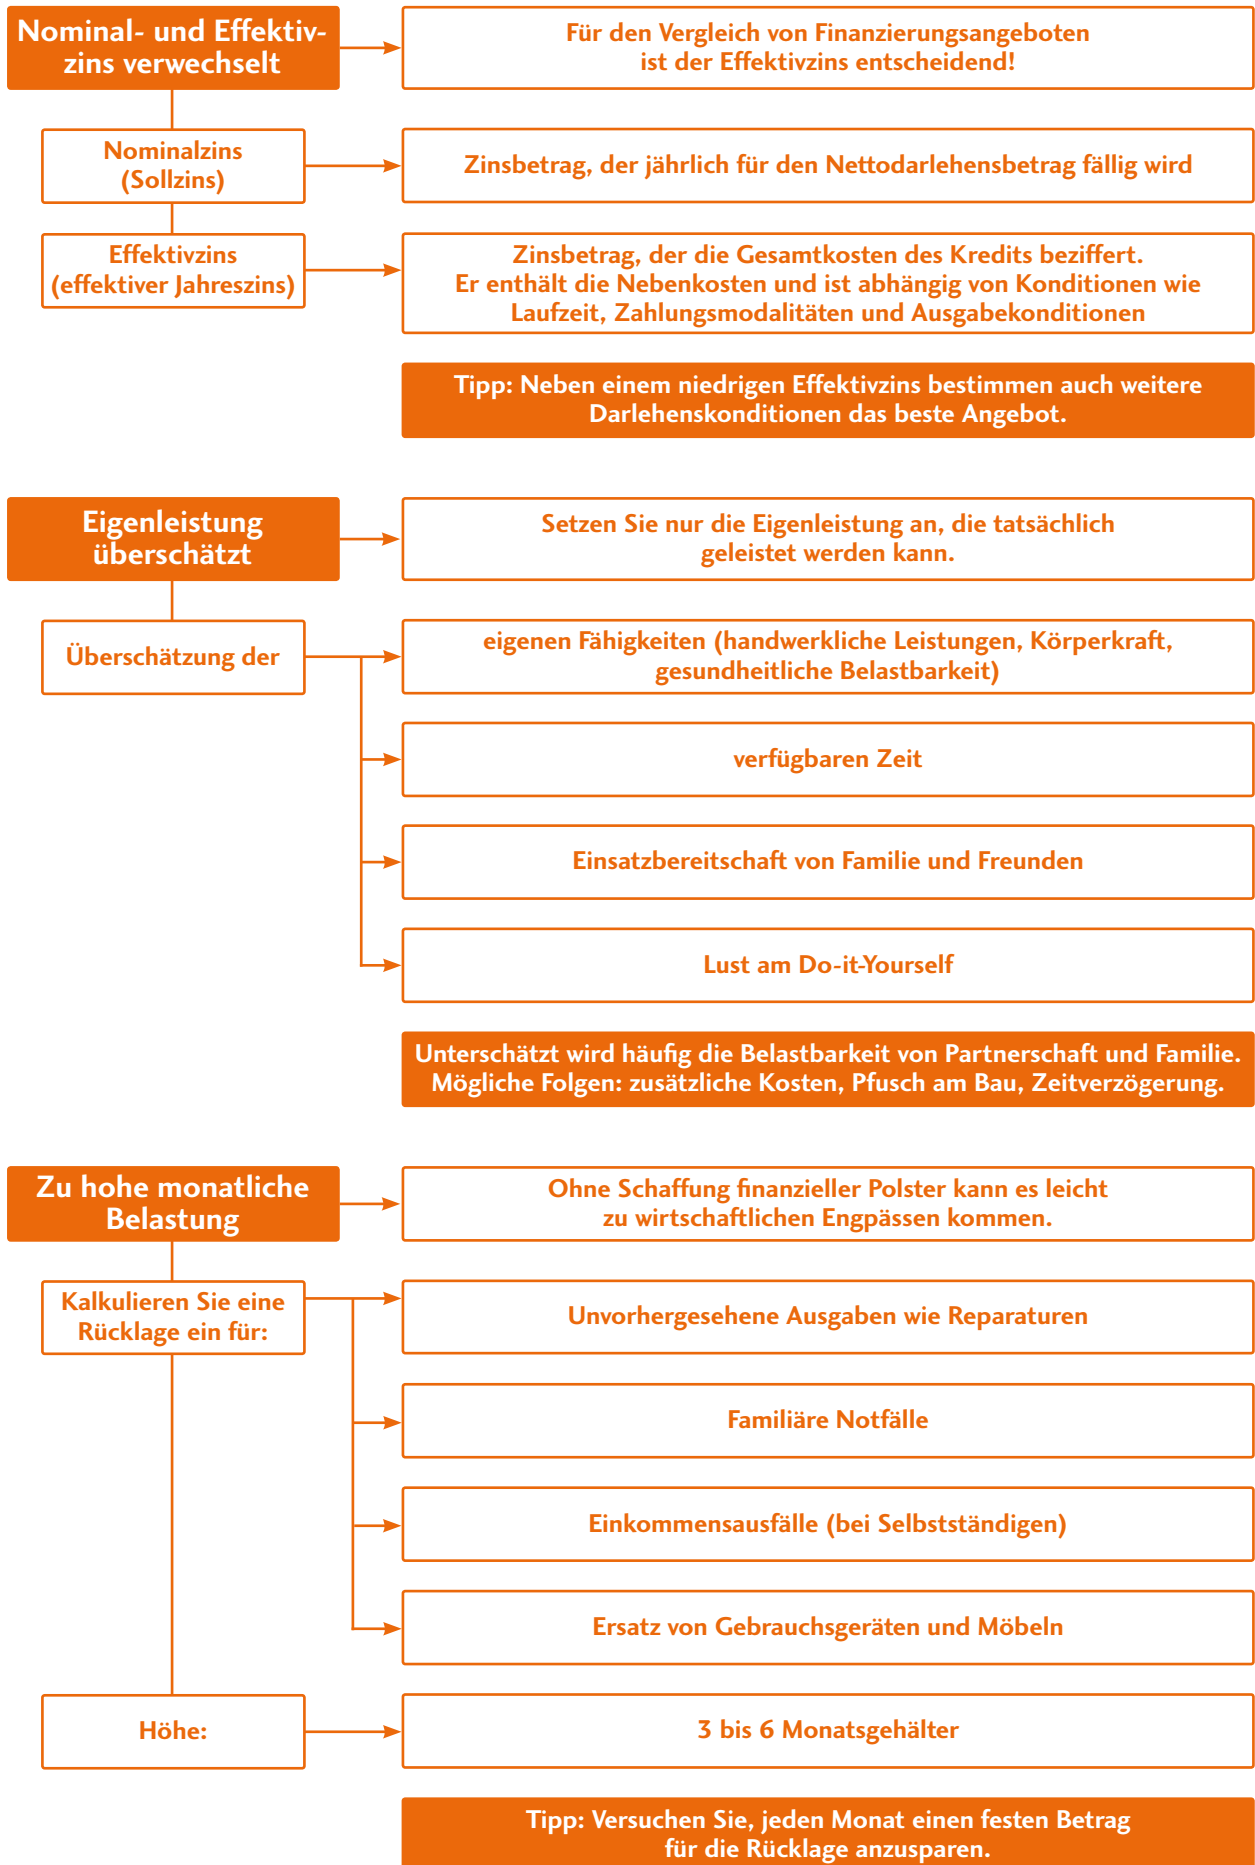 Nominal- und Effektiv-
zins verwechselt
Für den Vergleich von Finanzierungsangeboten
ist der Effektivzins entscheidend!
Nominalzins
(Sollzins)
Zinsbetrag, der jährlich für den Nettodarlehensbetrag fällig wird
Effektivzins
(effektiver Jahreszins)
Zinsbetrag, der die Gesamtkosten des Kredits beziffert.
Er enthält die Nebenkosten und ist abhängig von Konditionen wie
Laufzeit, Zahlungsmodalitäten und Ausgabekonditionen
Tipp: Neben einem niedrigen Effektivzins bestimmen auch weitere
Darlehenskonditionen das beste Angebot.
Eigenleistung
überschätzt
Setzen Sie nur die Eigenleistung an, die tatsächlich
geleistet werden kann.
Überschätzung der
eigenen Fähigkeiten (handwerkliche Leistungen, Körperkraft,
gesundheitliche Belastbarkeit)
verfügbaren Zeit
Einsatzbereitschaft von Familie und Freunden
Lust am Do-it-Yourself
Unterschätzt wird häufig die Belastbarkeit von Partnerschaft und Familie.
Mögliche Folgen: zusätzliche Kosten, Pfusch am Bau, Zeitverzögerung.
Zu hohe monatliche
Belastung
Ohne Schaffung finanzieller Polster kann es leicht
zu wirtschaftlichen Engpässen kommen.
Kalkulieren Sie eine
Rücklage ein für:
Unvorhergesehene Ausgaben wie Reparaturen
Familiäre Notfälle
Einkommensausfälle (bei Selbstständigen)
Ersatz von Gebrauchsgeräten und Möbeln
Höhe:
3 bis 6 Monatsgehälter
Tipp: Versuchen Sie, jeden Monat einen festen Betrag
für die Rücklage anzusparen.